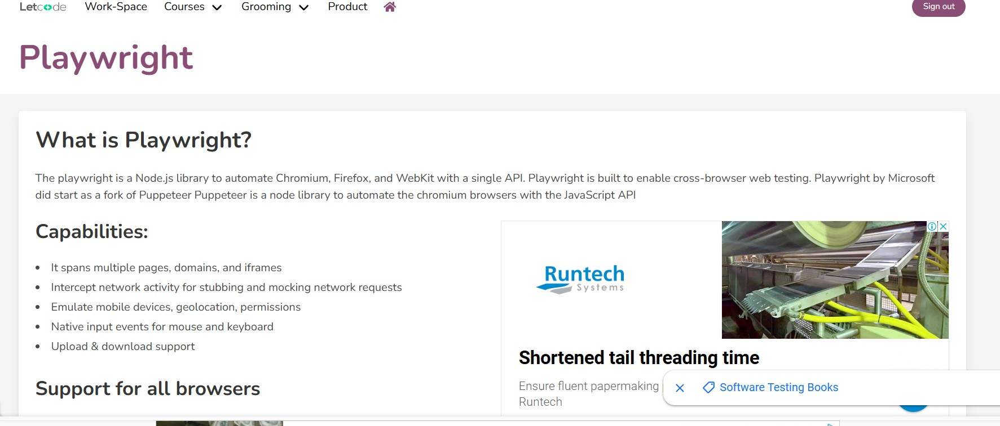 Letcode Work-Space Courses Grooming Product Sign out
Playwright
What is Playwright?
The playwright is a Node.js library to automate Chromium, Firefox, and WebKit with a single API. Playwright is built to enable cross-browser web testing. Playwright by Microsoft
did start as a fork of Puppeteer Puppeteer is a node library to automate the chromium browsers with the JavaScript API
Capabilities:
It spans multiple pages, domains, and iframes
Intercept network activity for stubbing and mocking network requests
Emulate mobile devices, geolocation, permissions
Native input events for mouse and keyboard
Upload & download support
Support for all browsers
Runtech
Systems
Shortened tail threading time
Ensure fluent papermaking
Runtech
Software Testing Books